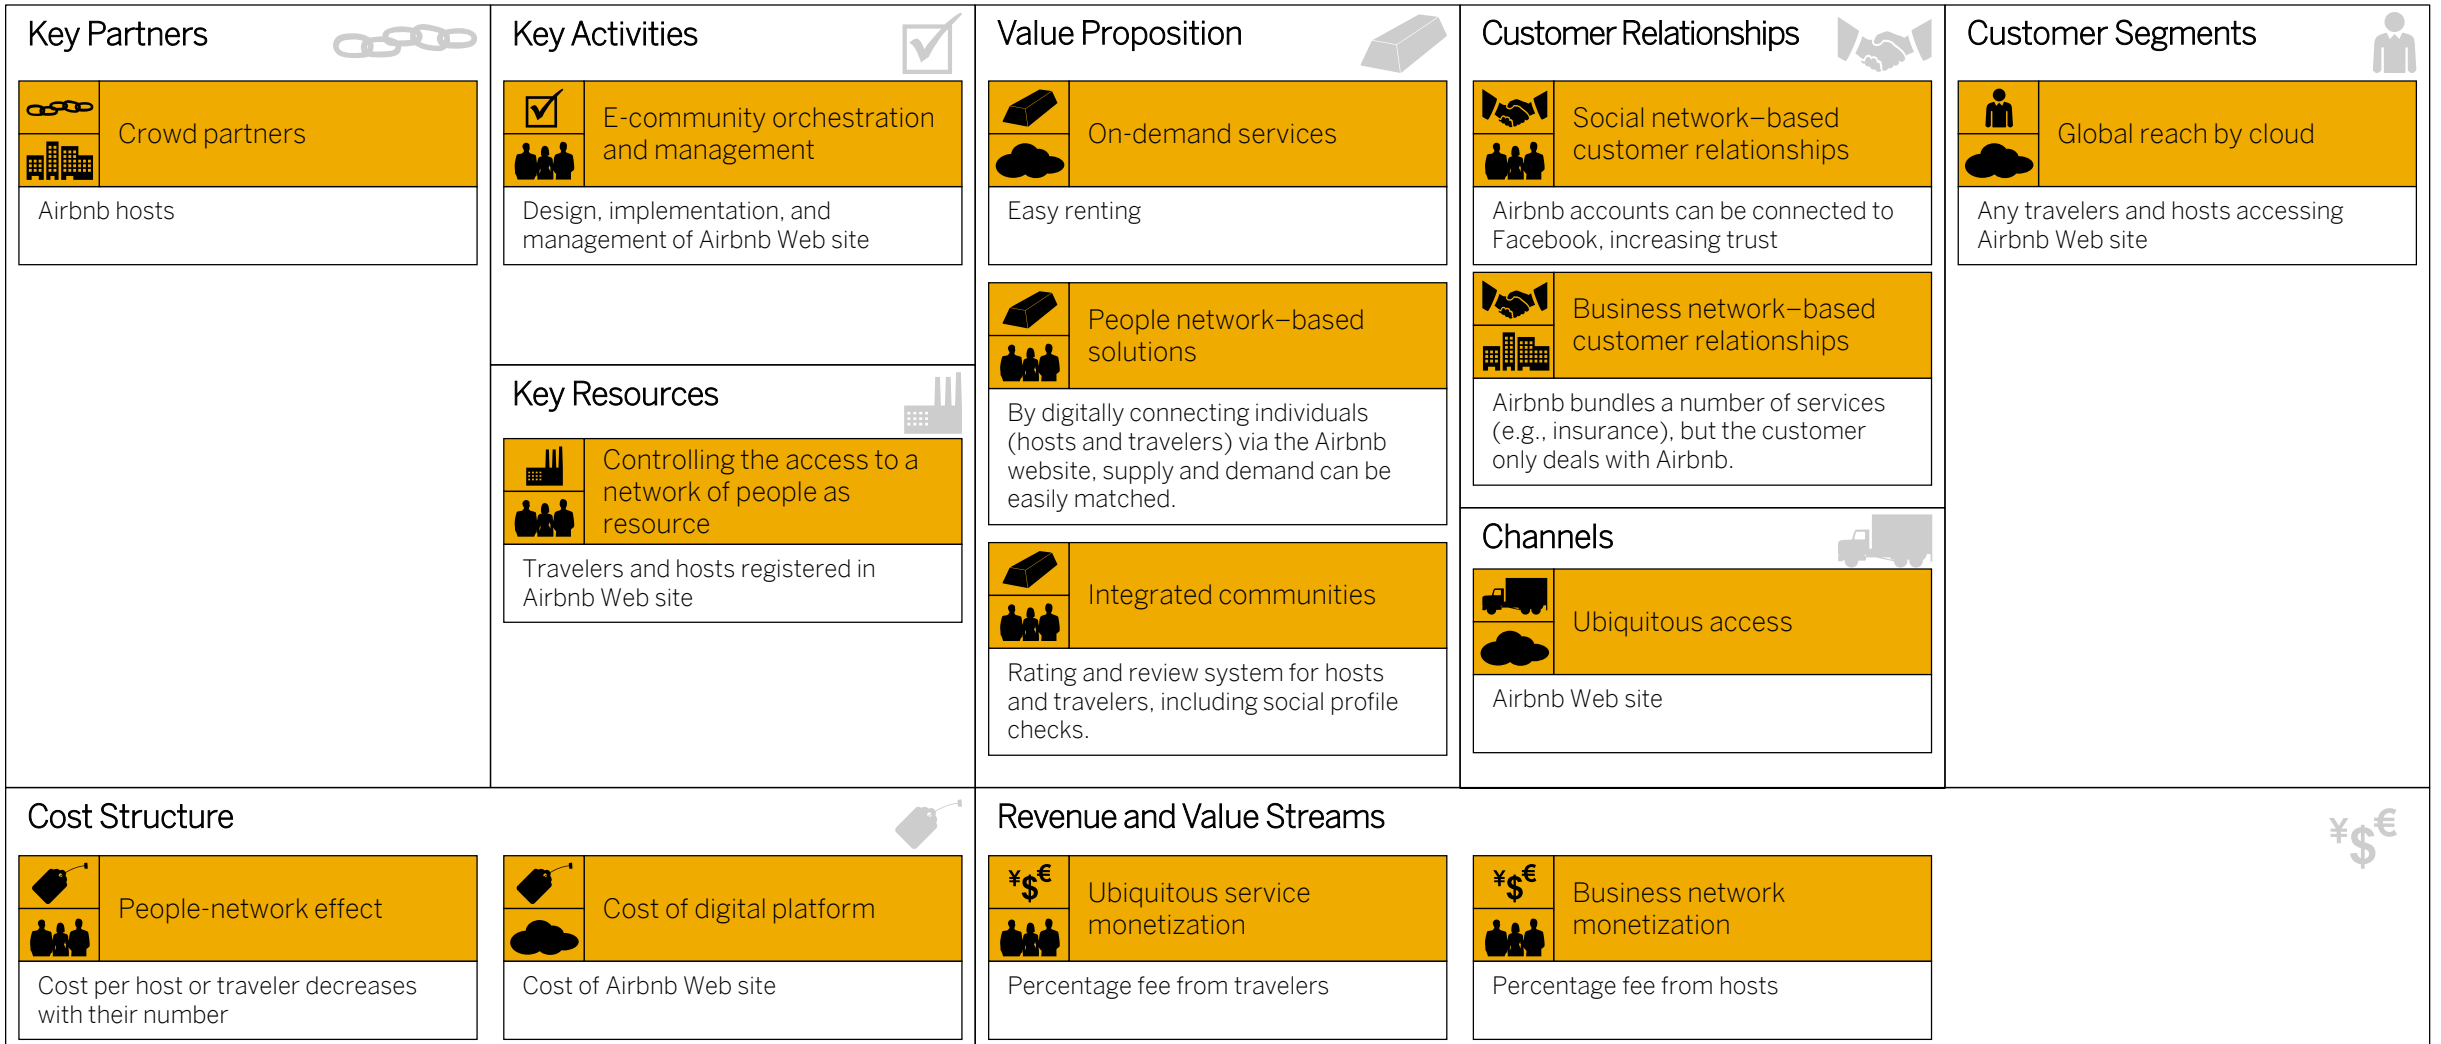 Key Partners
Crowd partners
Airbnb hosts
Key Activities
E-community orchestration
and management
Design, implementation, and
management of Airbnb Web site
Key Resources
Controlling the access to a
network of people as
resource
Travelers and hosts registered in
Airbnb Web site
Value Proposition
On-demand services
Easy renting
People network–based
solutions
By digitally connecting individuals
(hosts and travelers) via the Airbnb
website, supply and demand can be
easily matched.
Integrated communities
Rating and review system for hosts
and travelers, including social profile
checks.
Customer Relationships
Social network–based
customer relationships
Airbnb accounts can be connected to
Facebook, increasing trust
Business network–based
customer relationships
Airbnb bundles a number of services
(e.g., insurance), but the customer
only deals with Airbnb.
Channels
Ubiquitous access
Airbnb Web site
Customer Segments
Global reach by cloud
Any travelers and hosts accessing
Airbnb Web site
Cost Structure
People-network effect
Cost per host or traveler decreases
with their number
Cost of digital platform
Cost of Airbnb Web site
Revenue and Value Streams
¥$€
¥$€
Ubiquitous service
monetization
Percentage fee from travelers
¥$€
Business network
monetization
Percentage fee from hosts